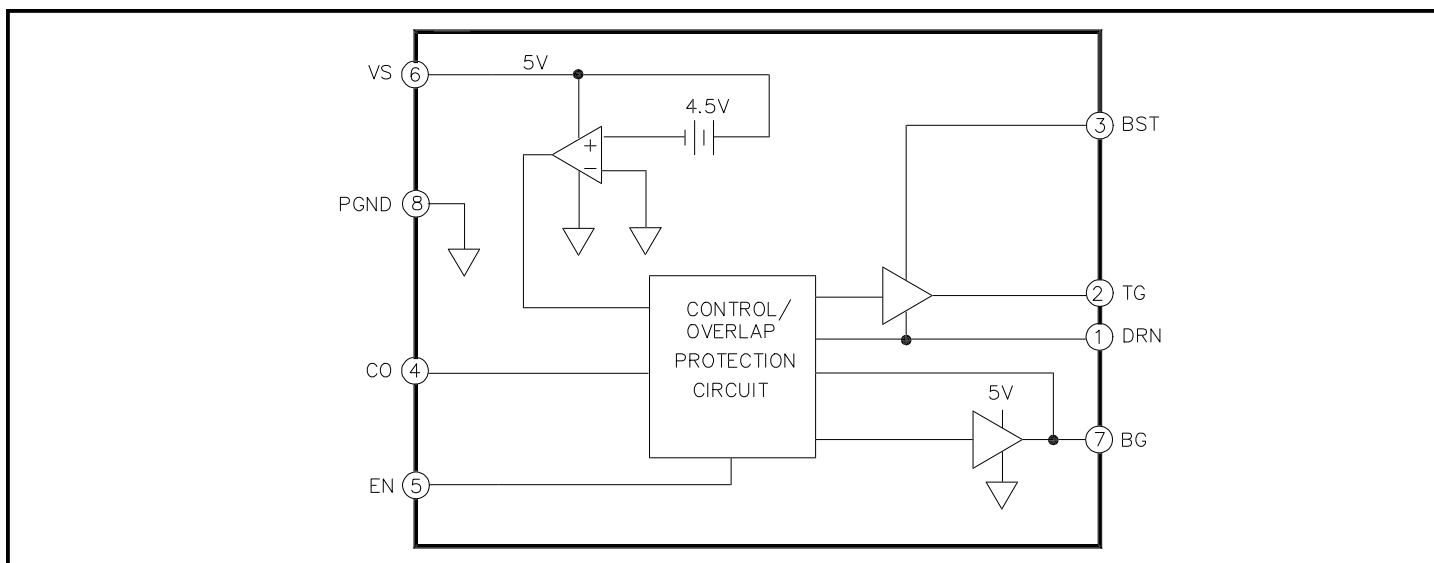 VS 6
5V
4.5V
3 BST
+
−
PGND 8
CONTROL/
OVERLAP
PROTECTION
CIRCUIT
2 TG
1 DRN
CO 4
5V
7 BG
EN 5